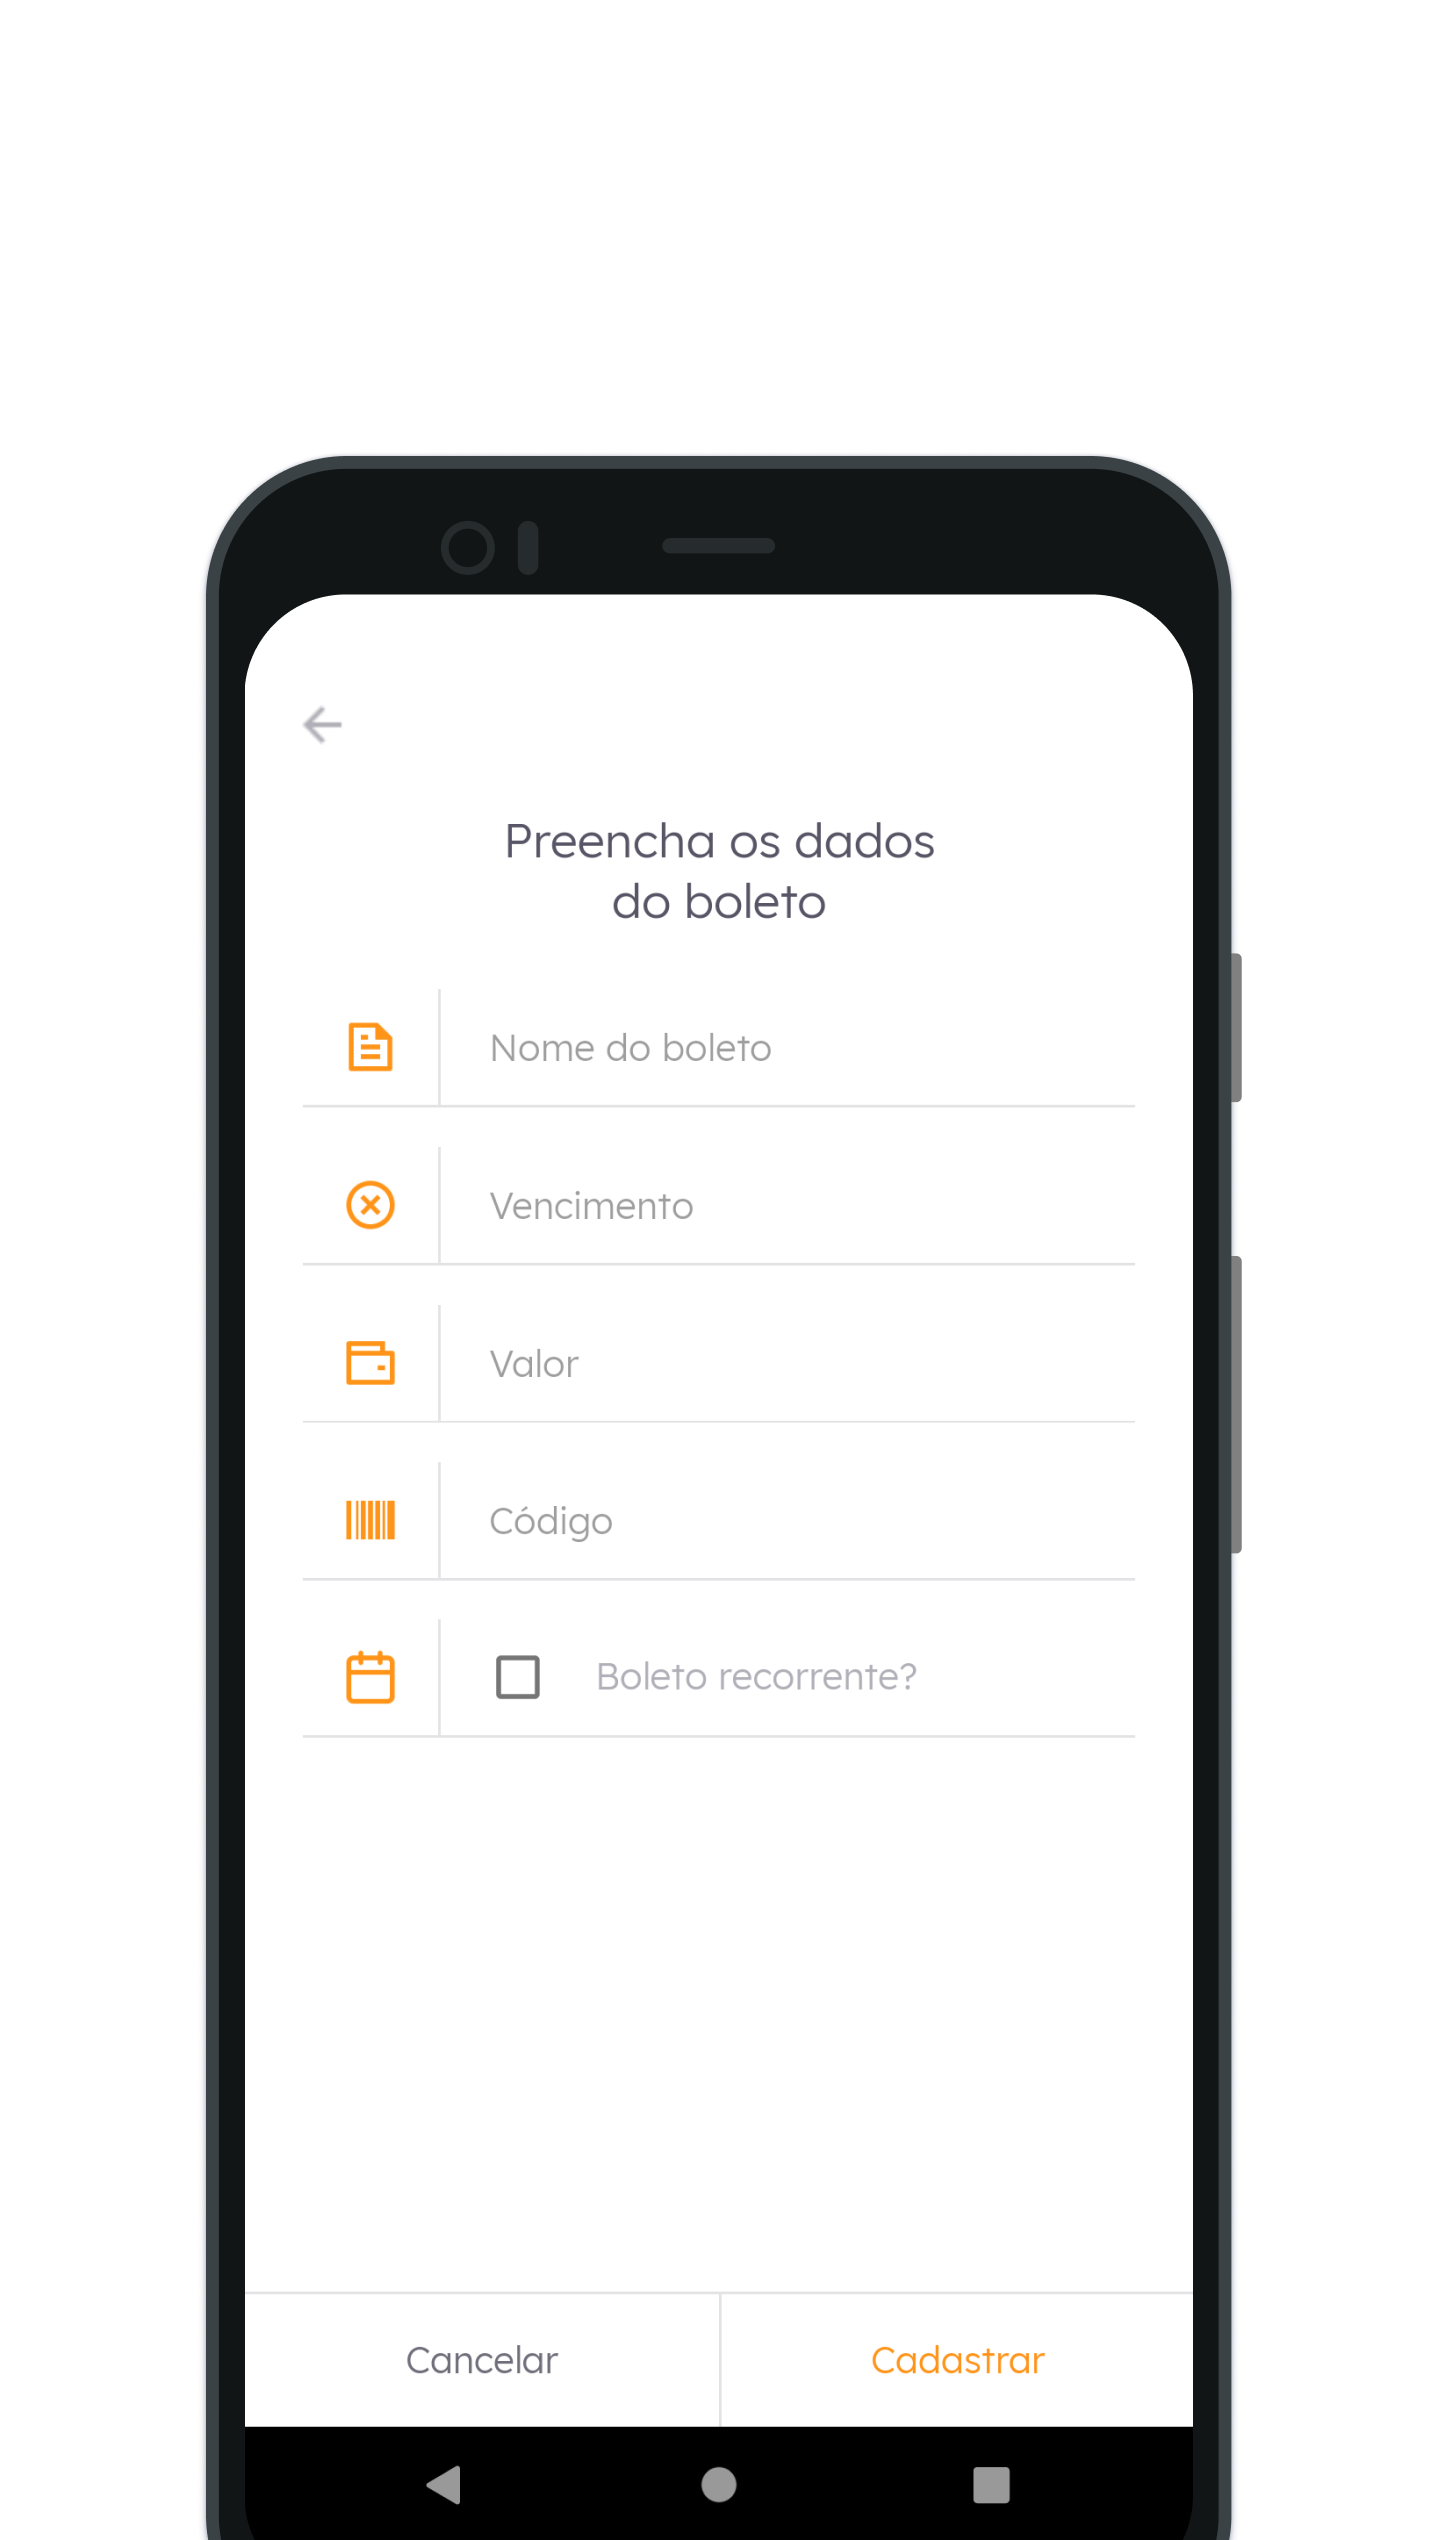 Preencha os dados
do boleto
Nome do boleto
Vencimento
Valor
Código
Boleto recorrente?
Cancelar
Cadastrar